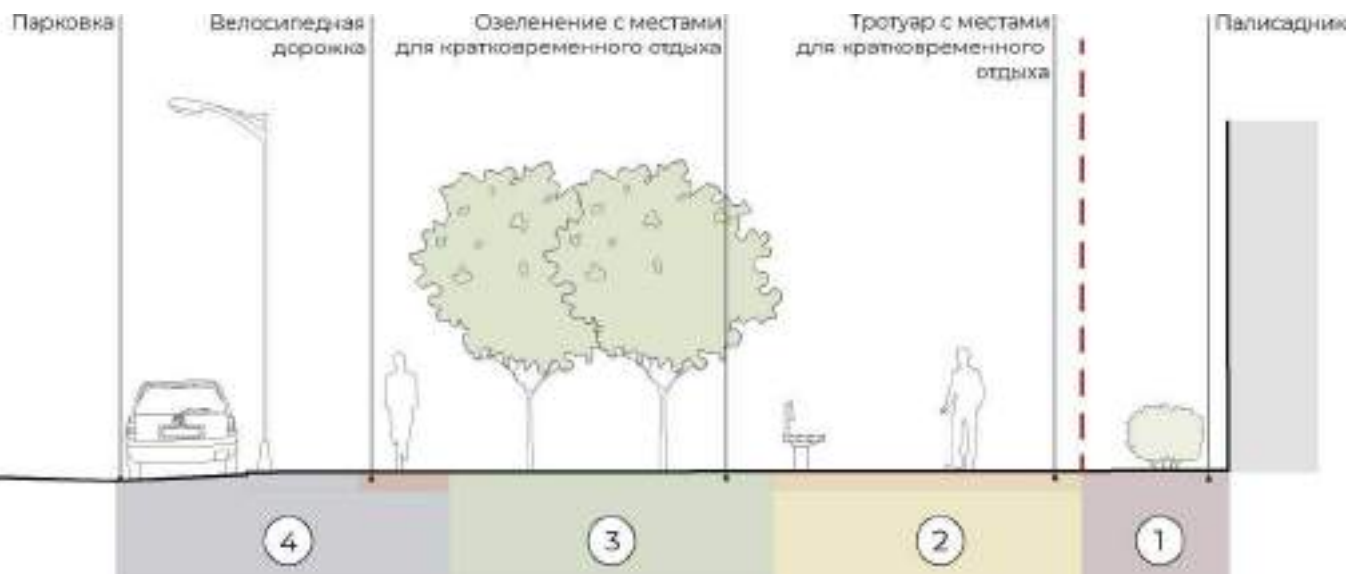 Парковка
Велосипедная
дорожка
Озеленение с местами
для кратковременного отдыха
Тротуар с местами
для кратковременного
отдыха
Палисадник
4
3
2
1